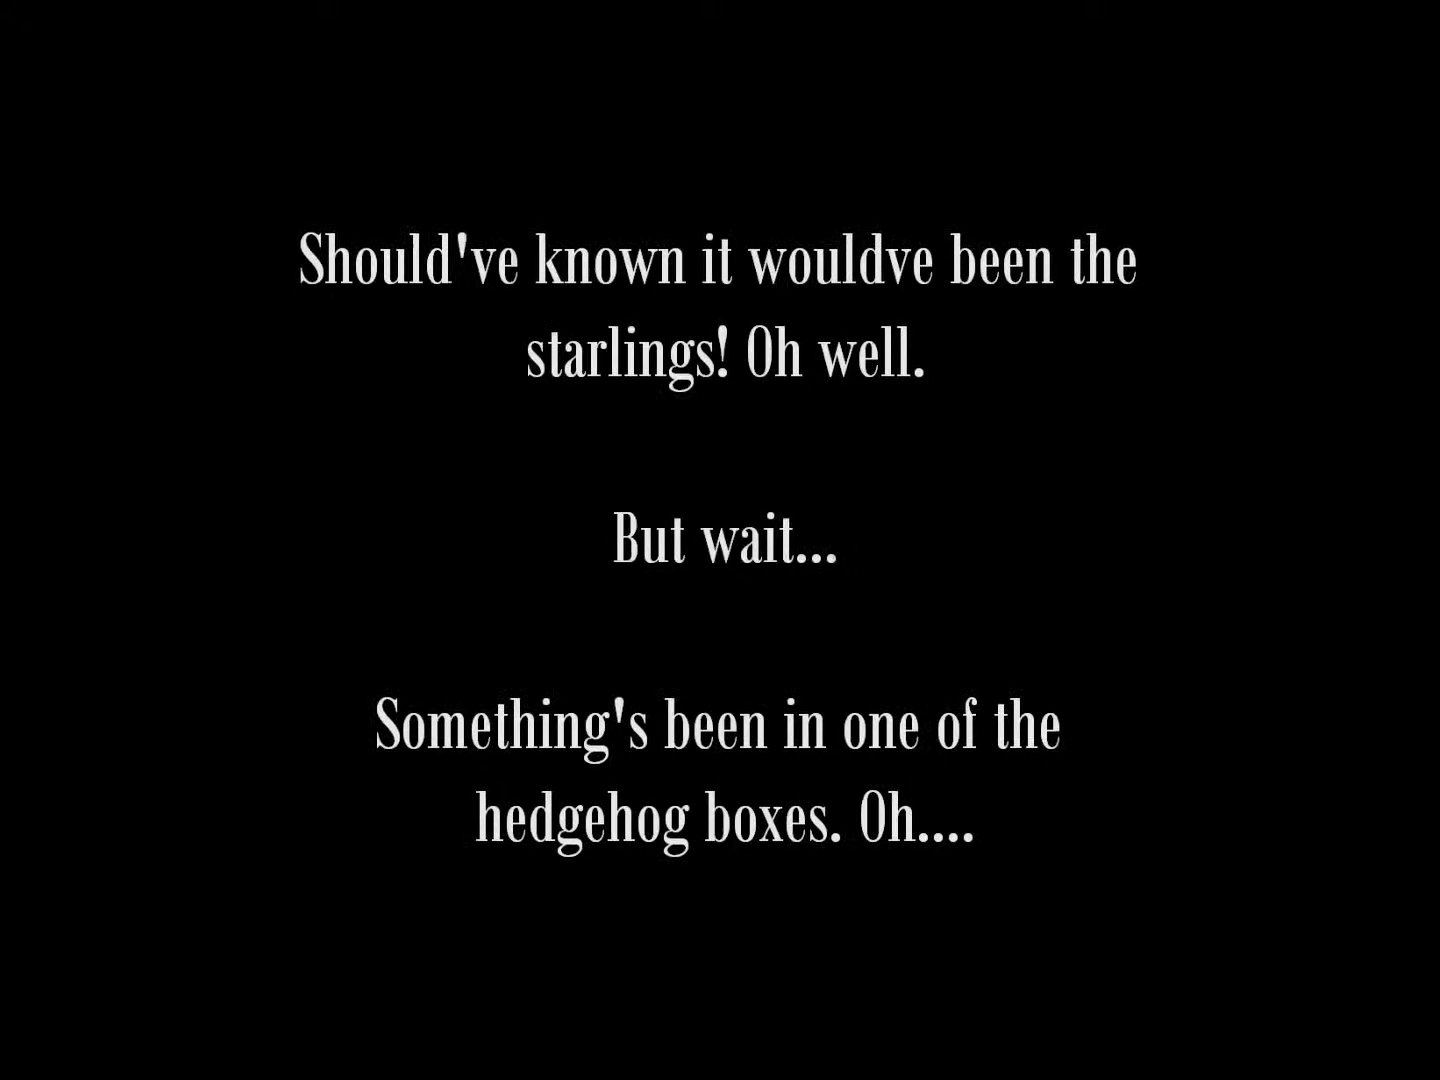 Should've known it wouldve been the
starlings! Oh well.
But wait...
Something's been in one of the
hedgehog boxes. Oh....